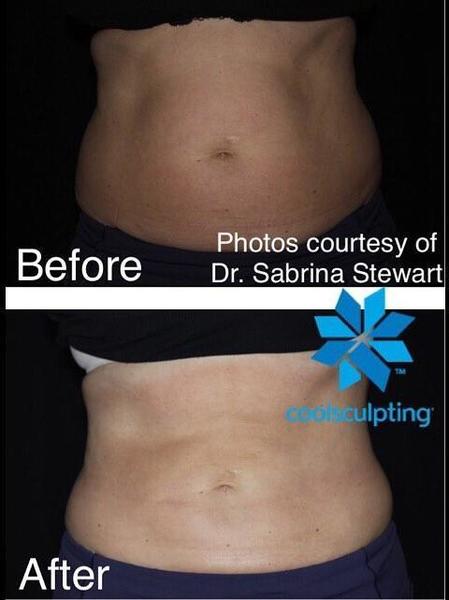 Before
Photos courtesy of
Dr. Sabrina Stewart
TM
coolsculpting
After